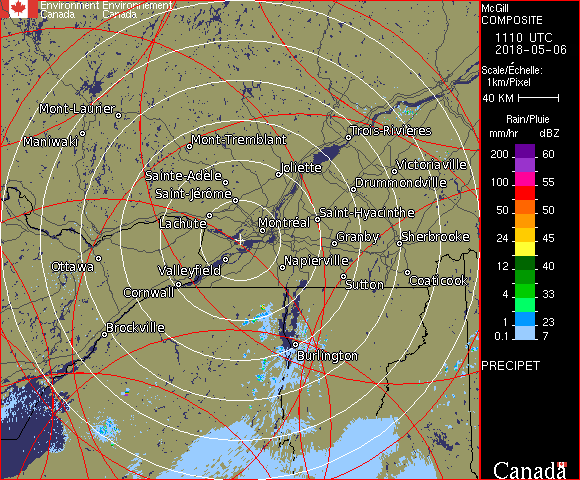 Environment Environnement
Canada Canada
McGill
COMPOSITE
1110 UTC
2018-05-06
Scale/Échelle:
1km/Pixel
40 KM
Rain/Pluie
mm/hr dBZ
200 60
150 57
100 55
50 50
24 45
12 40
4 33
1 23
0.1 7
PRECIPET
Canada
Mont-Laurier
Maniwaki
Mont-Tremblant
Trois-Rivières
Joliette
Victoriaville
Sainte-Adèle
Drummondville
Saint-Jérôme
Lachute
Montréal
Saint-Hyacinthe
Granby
Sherbrooke
Ottawa
Valleyfield
Napierville
Cornwall
Sutton
Coaticook
Brockville
Burlington